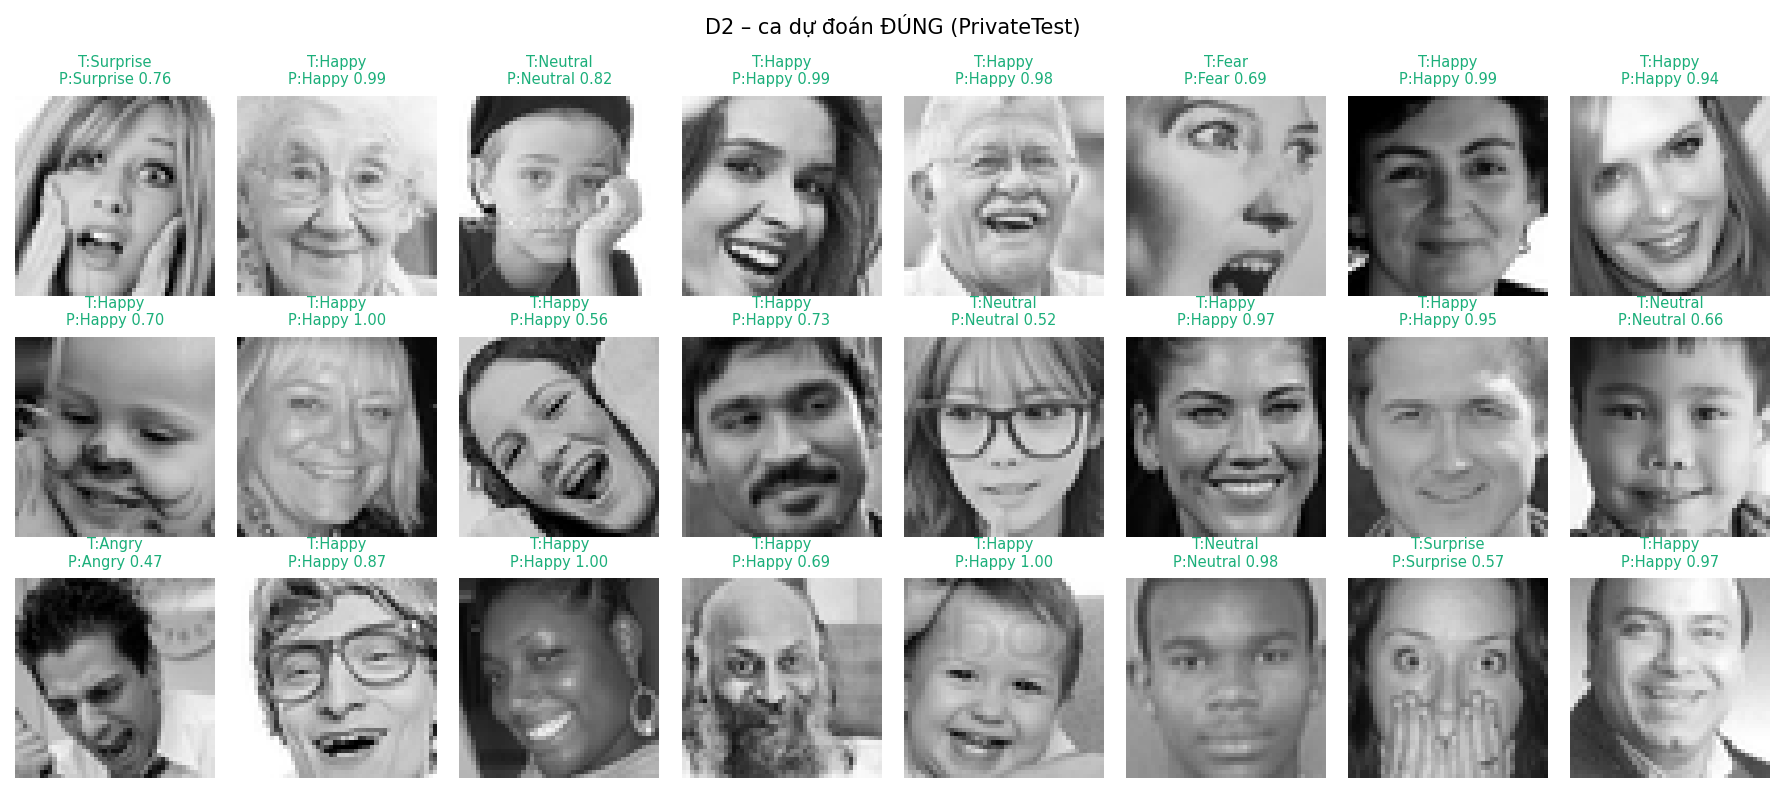 D2 – ca dự đoán ĐÚNG (PrivateTest)
T:Surprise
P:Surprise 0.76
T:Happy
P:Happy 0.99
T:Neutral
P:Neutral 0.82
T:Happy
P:Happy 0.99
T:Happy
P:Happy 0.98
T:Fear
P:Fear 0.69
T:Happy
P:Happy 0.99
T:Happy
P:Happy 0.94
T:Happy
P:Happy 0.70
T:Happy
P:Happy 1.00
T:Happy
P:Happy 0.56
T:Happy
P:Happy 0.73
T:Neutral
P:Neutral 0.52
T:Happy
P:Happy 0.97
T:Happy
P:Happy 0.95
T:Neutral
P:Neutral 0.66
T:Angry
P:Angry 0.47
T:Happy
P:Happy 0.87
T:Happy
P:Happy 1.00
T:Happy
P:Happy 0.69
T:Happy
P:Happy 1.00
T:Neutral
P:Neutral 0.98
T:Surprise
P:Surprise 0.57
T:Happy
P:Happy 0.97